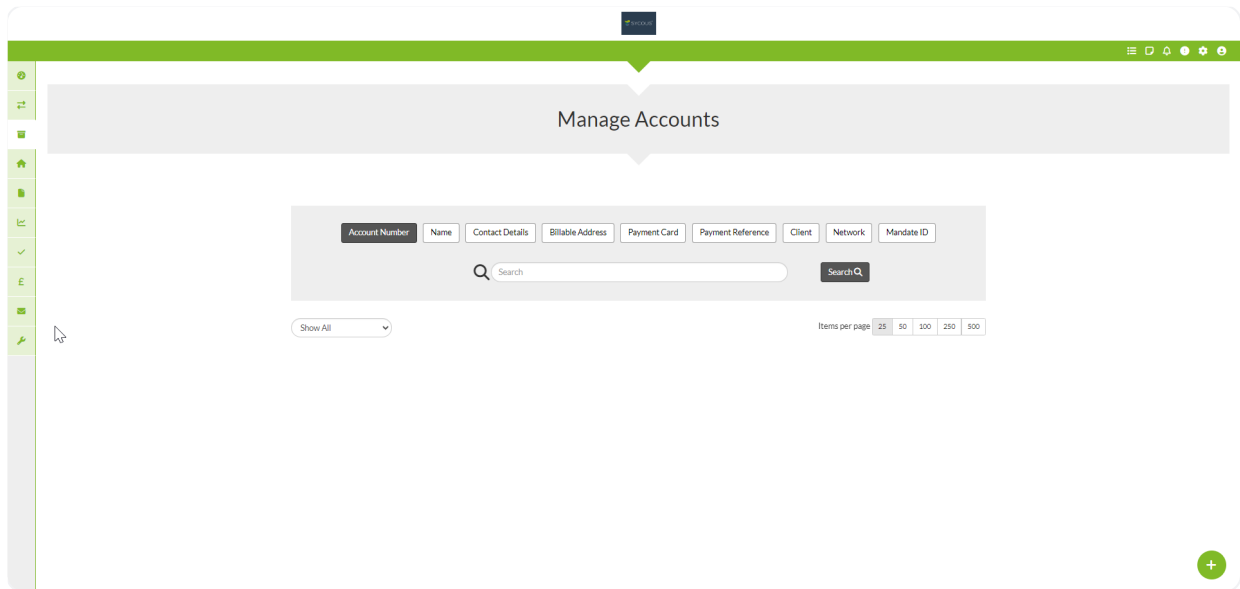 Manage Accounts
Account Number Name Contact Details Billable Address Payment Card Payment Reference Client Network Mandate ID
Search Search
Show All Items per page 25 50 100 250 500